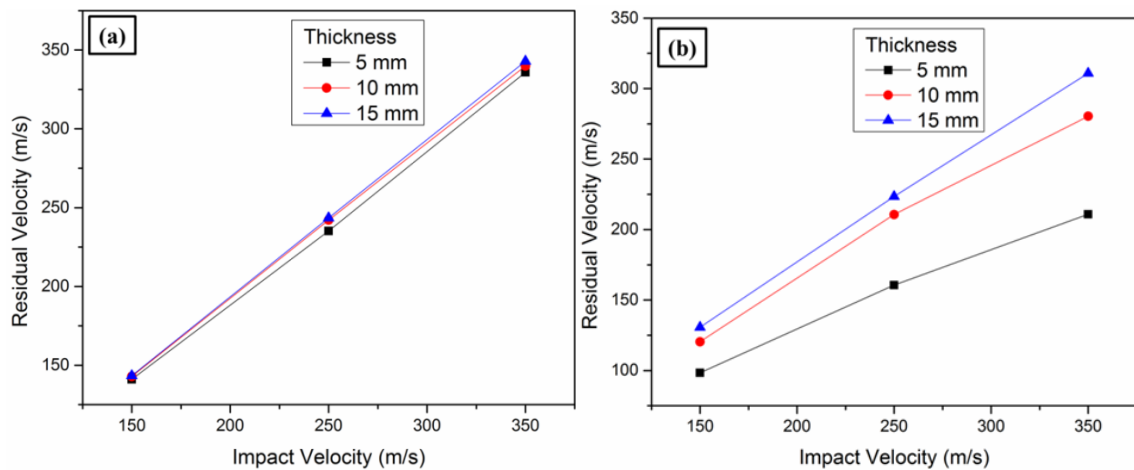 (a)
Thickness
5 mm
10 mm
15 mm
350
300
250
200
150
Residual Velocity (m/s)
150 200 250 300 350
Impact Velocity (m/s)
(b)
Thickness
5 mm
10 mm
15 mm
350
300
250
200
150
100
Residual Velocity (m/s)
150 200 250 300 350
Impact Velocity (m/s)